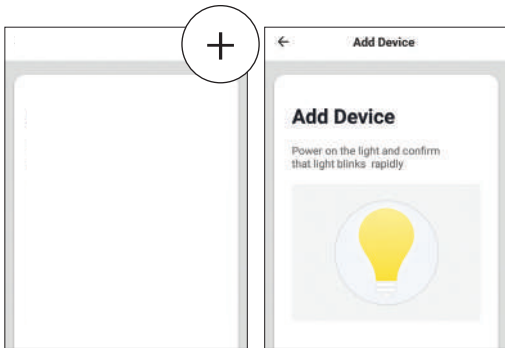 Add Device
Add Device
Power on the light and confirm
that light blinks rapidly